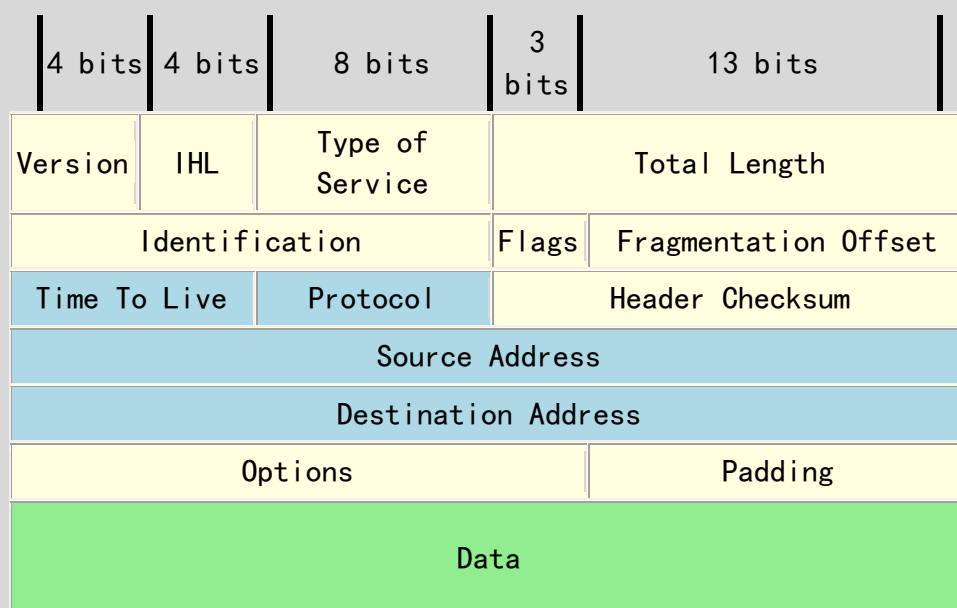 4 bits 4 bits 8 bits 3 bits 13 bits
Version IHL Type of Service Total Length
Identification Flags Fragmentation Offset
Time To Live Protocol Header Checksum
Source Address
Destination Address
Options Padding
Data